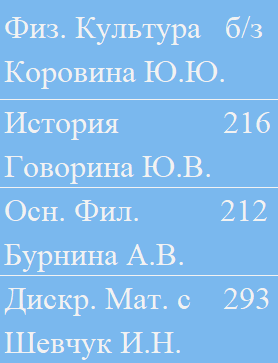 Физ. Культура б/з
Коровина Ю.Ю.
История 216
Говорина Ю.В.
Осн. Фил. 212
Бурнина А.В.
Дискр. Мат. с 293
Шевчук И.Н.